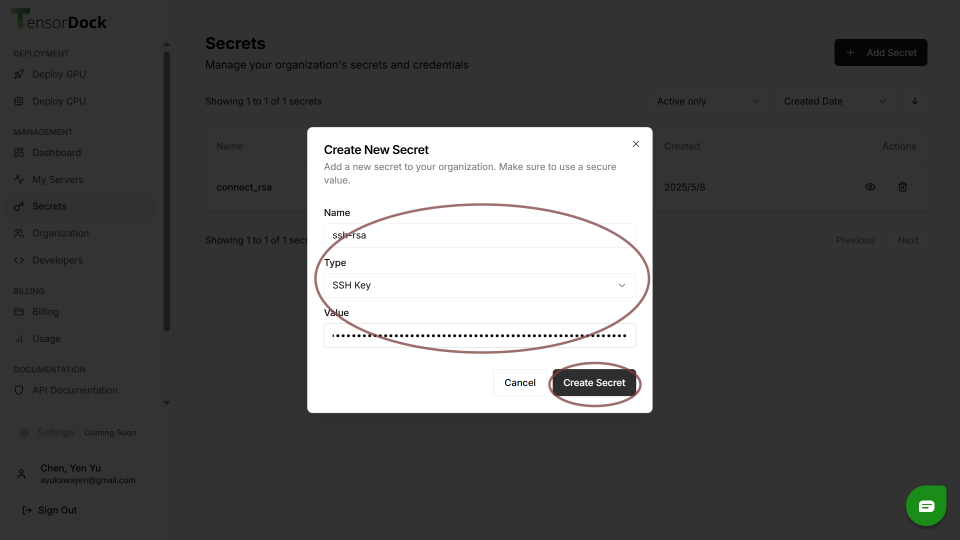 TensorDock
DEPLOYMENT
Deploy GPU
Deploy CPU
MANAGEMENT
Dashboard
My Servers
Secrets
Organization
Developers
BILLING
Billing
Usage
DOCUMENTATION
API Documentation
Settings Coming Soon
Chen, Yen Yu
ayukawayen@gmail.com
Sign Out
Secrets
Manage your organization's secrets and credentials
+ Add Secret
Showing 1 to 1 of 1 secrets
Active only
Created Date
Name
Created
Actions
connect_rsa
2025/5/8
Showing 1 to 1 of 1 secr
Previous
Next
Create New Secret
Add a new secret to your organization. Make sure to use a secure
value.
Name
ssh-rsa
Type
SSH Key
Value
Cancel
Create Secret